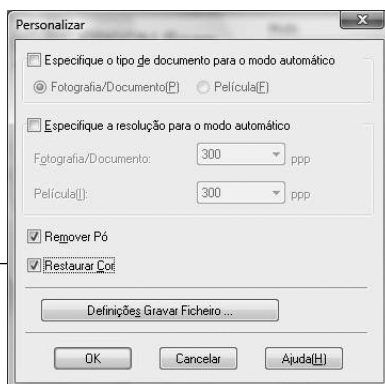 Personalizar
Especifique o tipo de documento para o modo automático
Fotografia/Documento(P) Película(F)
Especifique a resolução para o modo automático
Fotografia/Documento: 300 ppp
Película(I): 300 ppp
Remover Pó
Restaurar Cor
Definições Gravar Ficheiro ...
OK Cancelar Ajuda(H)